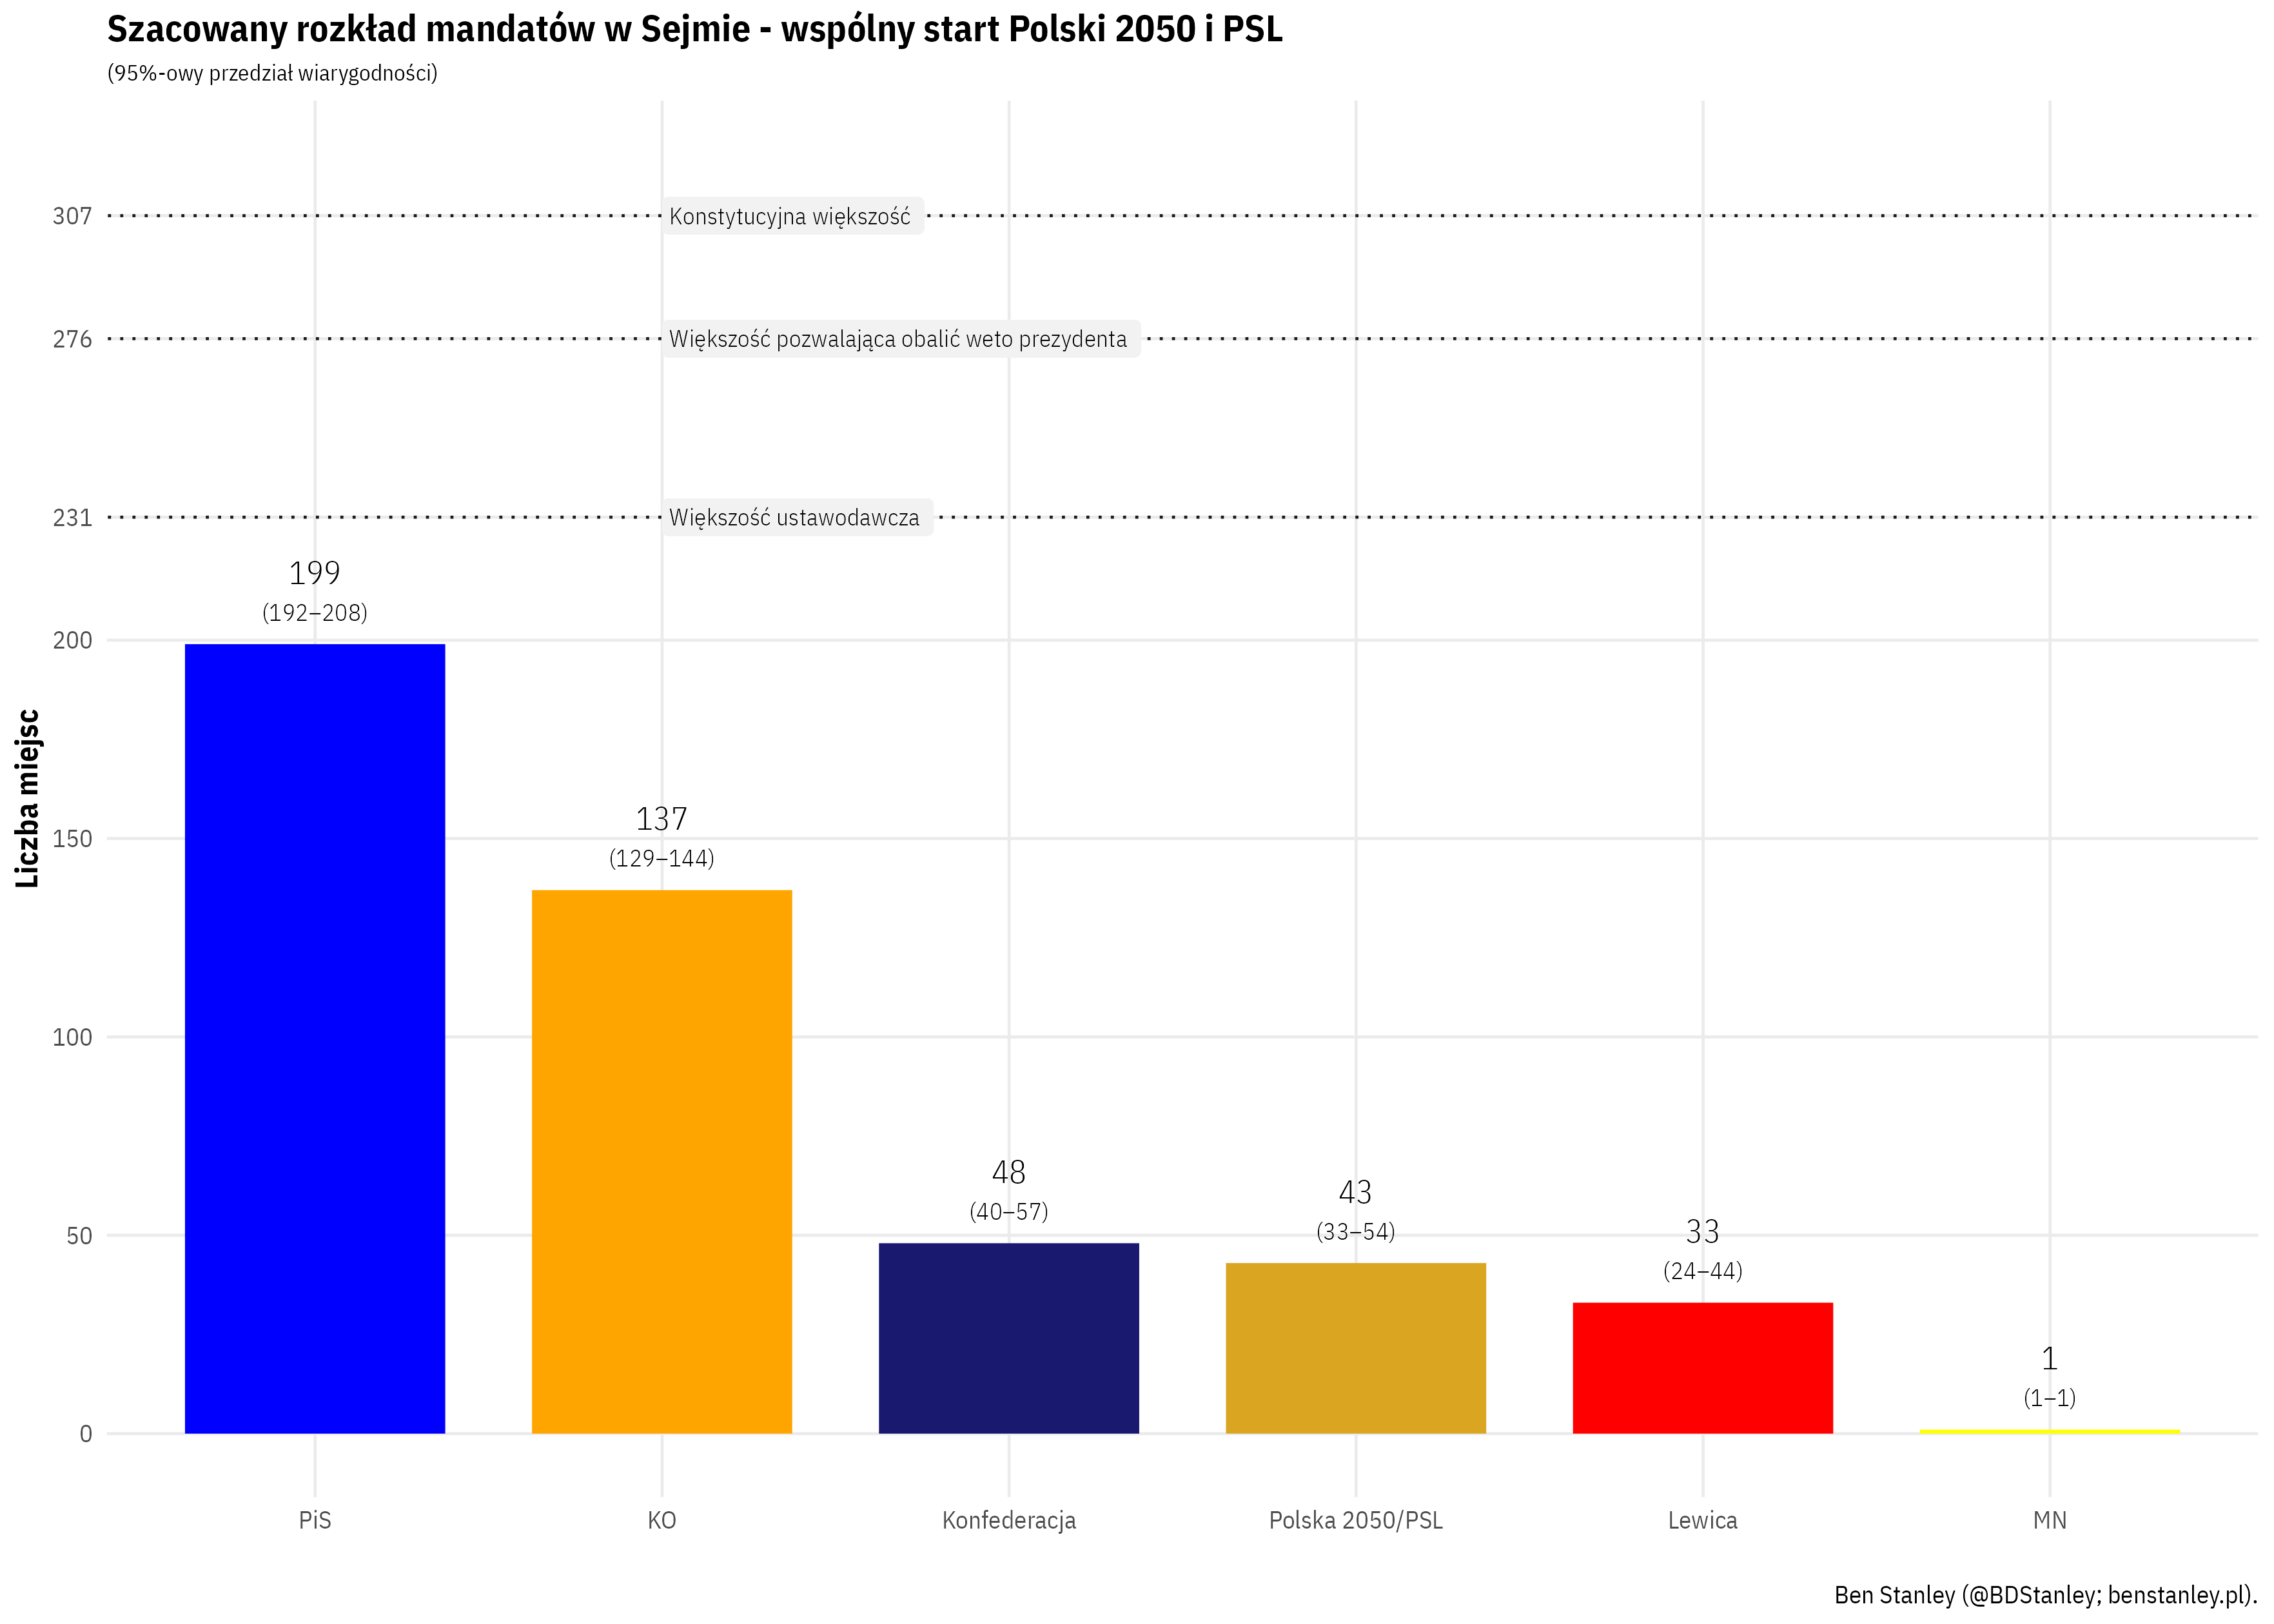 Szacowany rozkład mandatów w Sejmie - wspólny start Polski 2050 i PSL
(95%-owy przedział wiarygodności)
307
Konstytucyjna większość
276
Większość pozwalająca obalić weto prezydenta
231
Większość ustawodawcza
199
(192–208)
200
Liczba miejsc
137
(129–144)
150
100
48
(40–57)
43
(33–54)
33
(24–44)
50
1
(1–1)
0
PiS
KO
Konfederacja
Polska 2050/PSL
Lewica
MN
Ben Stanley (@BDStanley; benstanley.pl).